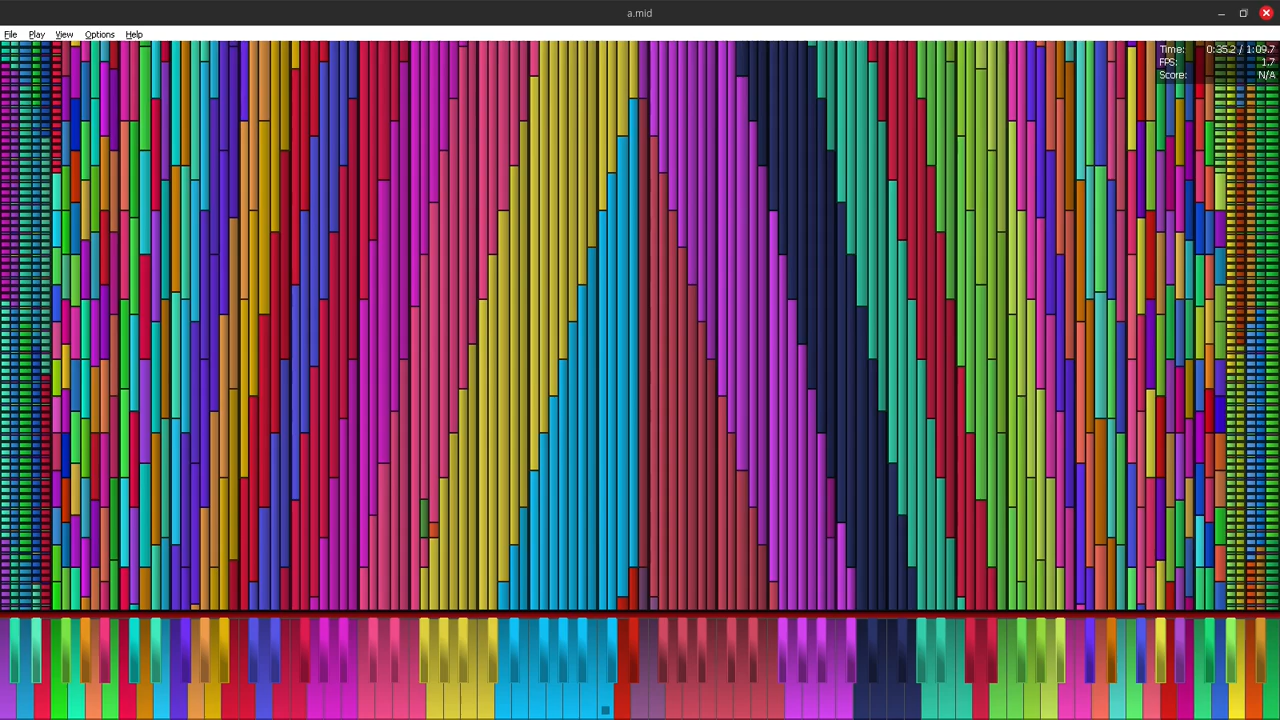 a.mid
File Play View Options Help
Time: 0:35.2 / 1:09.7
FPS: 1.7
Score: N/A